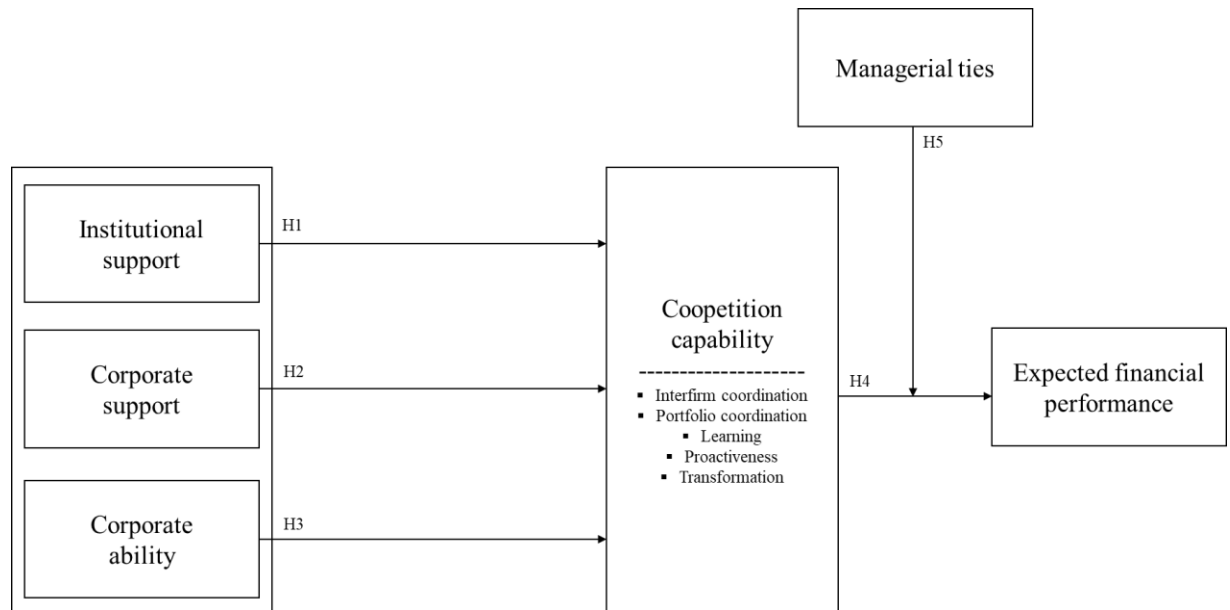 Managerial ties
H5
Institutional
support
H1
Corporate
support
H2
Corporate
ability
H3
Coopetition
capability
--------------------
▪ Interfirm coordination
▪ Portfolio coordination
▪ Learning
▪ Proactiveness
▪ Transformation
H4
Expected financial
performance